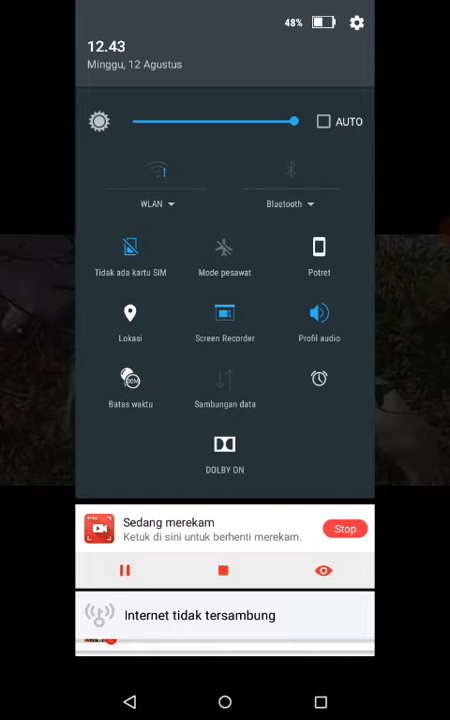 48%
12.43
Minggu, 12 Agustus
AUTO
WLAN
Bluetooth
Tidak ada kartu SIM
Mode pesawat
Potret
Lokasi
Screen Recorder
Profil audio
Batas waktu
Sambungan data
DOLBY ON
Sedang merekam
Ketuk di sini untuk berhenti merekam.
Stop
Internet tidak tersambung